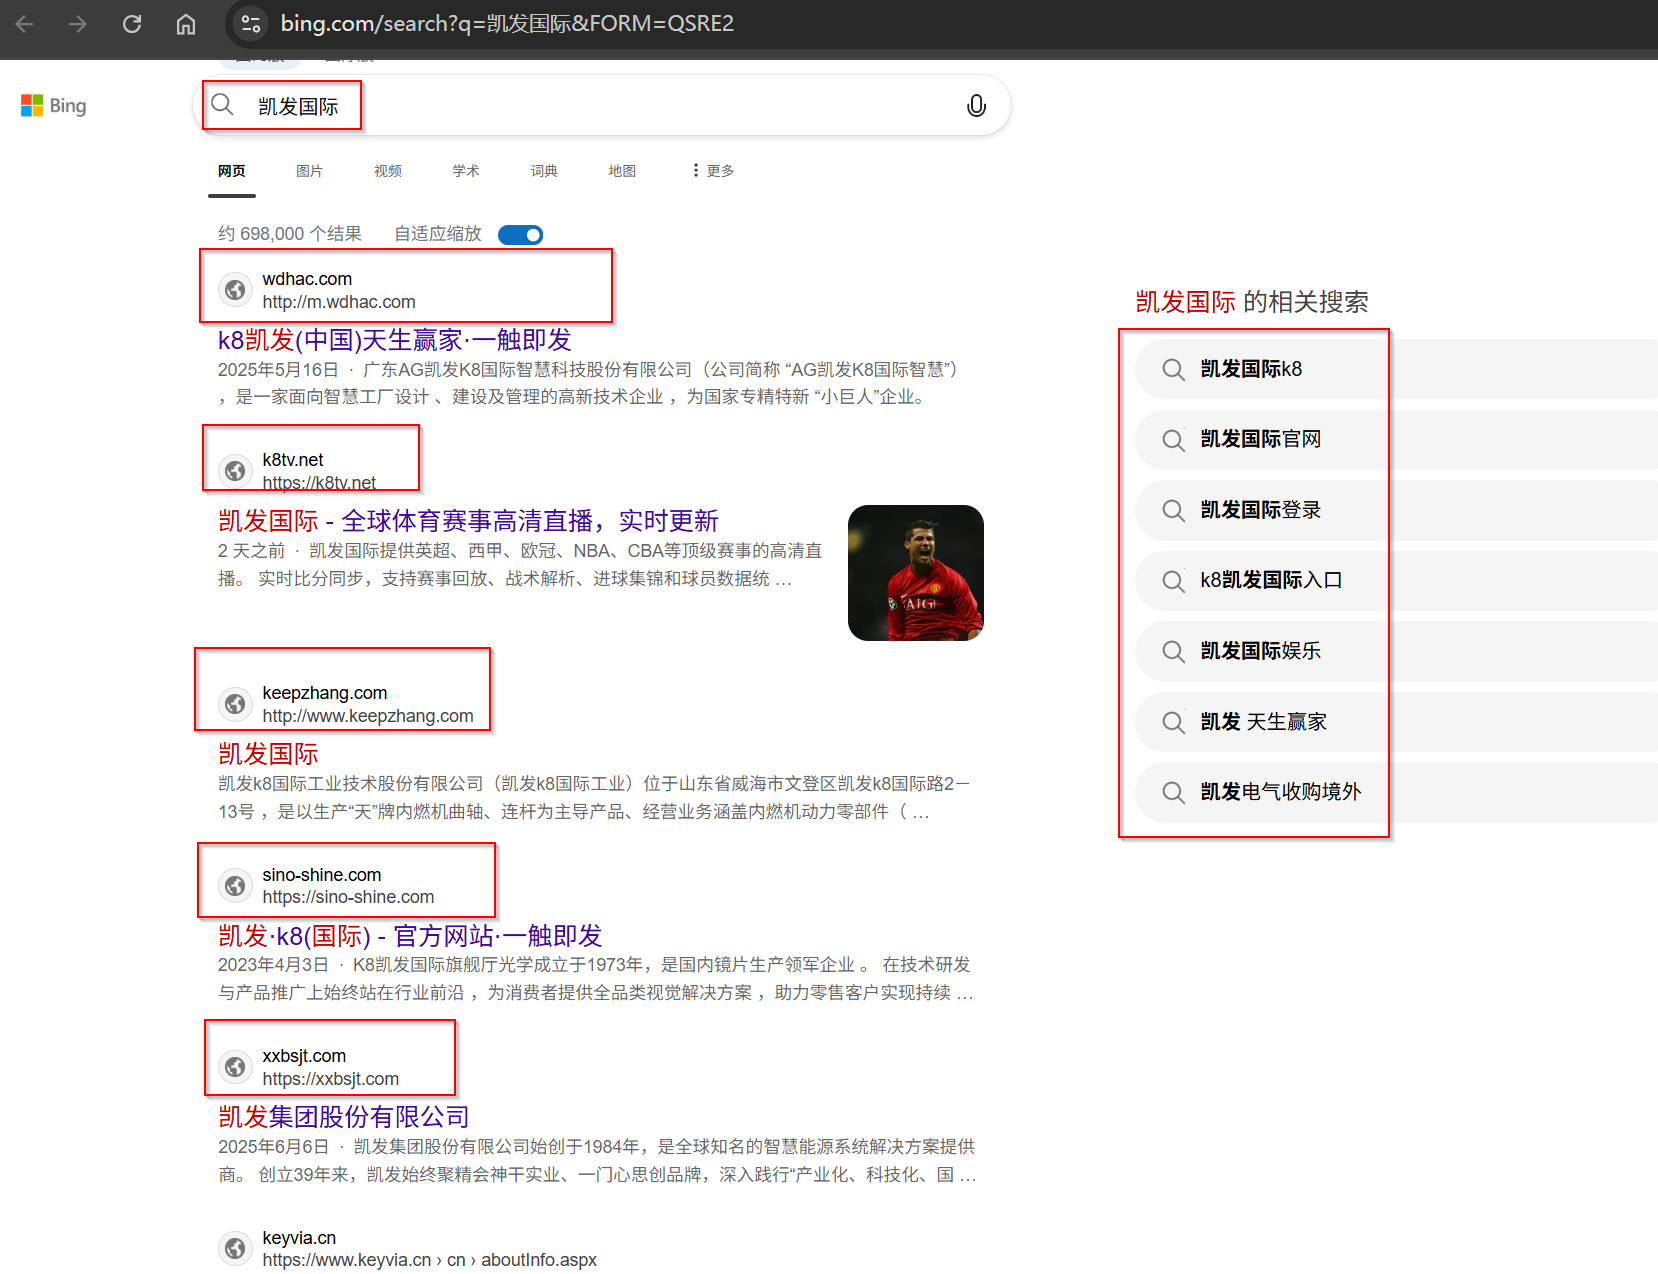 bing.com/search?q=凯发国际&FORM=QSRE2
Bing
凯发国际
网页
图片
视频
学术
词典
地图
更多
约 698,000 个结果
自适应缩放
wdhac.com
http://m.wdhac.com
k8凯发(中国)天生赢家·一触即发
2025年5月16日 · 广东AG凯发K8国际智慧科技股份有限公司（公司简称 “AG凯发K8国际智慧”）
，是一家面向智慧工厂设计 、建设及管理的高新技术企业 ，为国家专精特新 “小巨人”企业。
k8tv.net
https://k8tv.net
凯发国际 - 全球体育赛事高清直播，实时更新
2 天之前 · 凯发国际提供英超、西甲、欧冠、NBA、CBA等顶级赛事的高清直
播。 实时比分同步，支持赛事回放、战术解析、进球集锦和球员数据统 …
AIG
keepzhang.com
http://www.keepzhang.com
凯发国际
凯发k8国际工业技术股份有限公司（凯发k8国际工业）位于山东省威海市文登区凯发k8国际路2－
13号 ，是以生产“天”牌内燃机曲轴、连杆为主导产品、经营业务涵盖内燃机动力零部件（ …
sino-shine.com
https://sino-shine.com
凯发·k8(国际) - 官方网站·一触即发
2023年4月3日 · K8凯发国际旗舰厅光学成立于1973年，是国内镜片生产领军企业 。 在技术研发
与产品推广上始终站在行业前沿 ，为消费者提供全品类视觉解决方案 ，助力零售客户实现持续 …
xxbsjt.com
https://xxbsjt.com
凯发集团股份有限公司
2025年6月6日 · 凯发集团股份有限公司始创于1984年，是全球知名的智慧能源系统解决方案提供
商。 创立39年来，凯发始终聚精会神干实业、一门心思创品牌，深入践行“产业化、科技化、国 …
keyvia.cn
https://www.keyvia.cn › cn › aboutInfo.aspx
凯发国际 的相关搜索
凯发国际k8
凯发国际官网
凯发国际登录
k8凯发国际入口
凯发国际娱乐
凯发 天生赢家
凯发电气收购境外